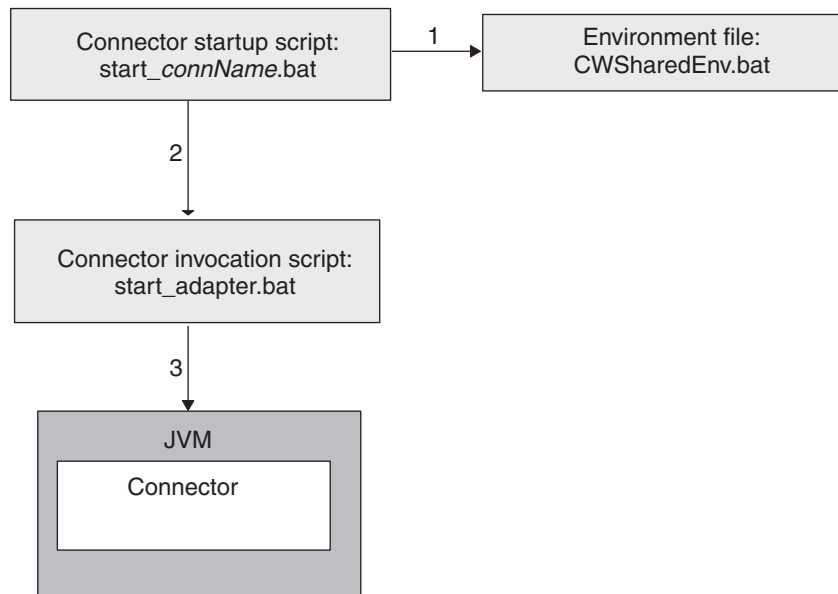 Connector startup script:
start_connName.bat
1
Environment file:
CWSharedEnv.bat
2
Connector invocation script:
start_adapter.bat
3
JVM
Connector